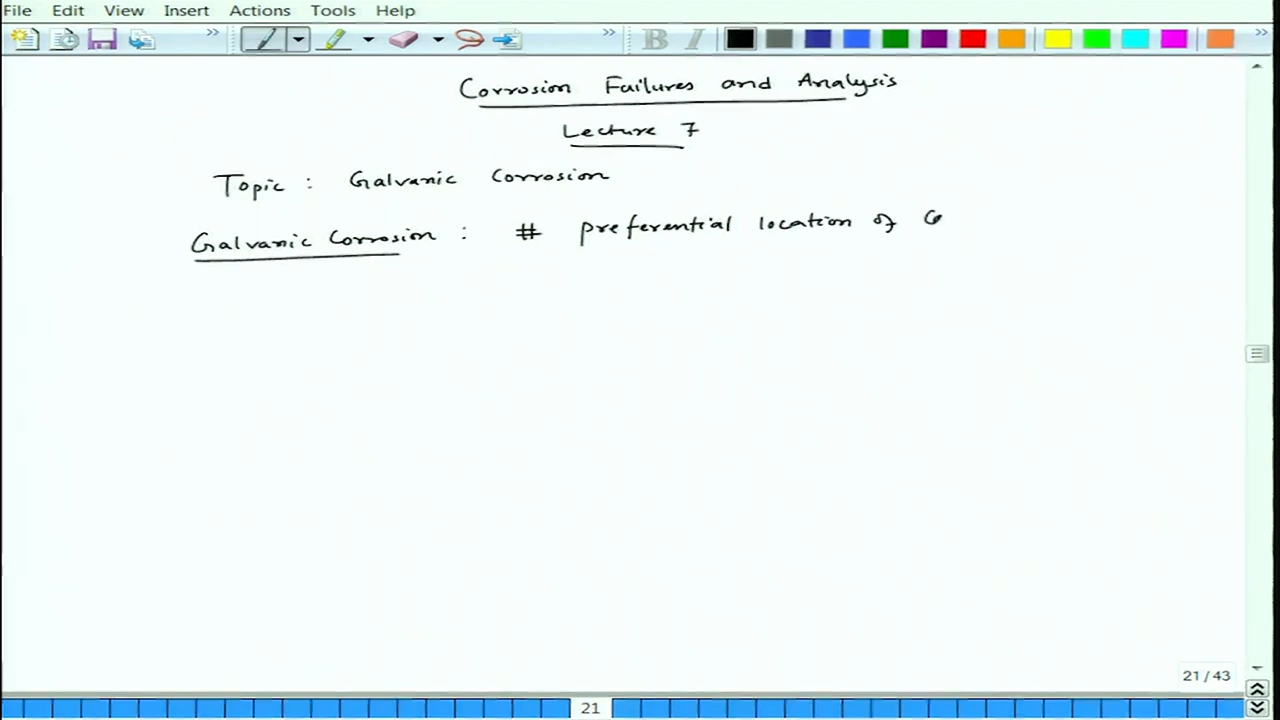 File Edit View Insert Actions Tools Help
B I
Corrosion Failures and Analysis
Lecture 7
Topic : Galvanic Corrosion
Galvanic Corrosion : # preferential location of
21 / 43
21